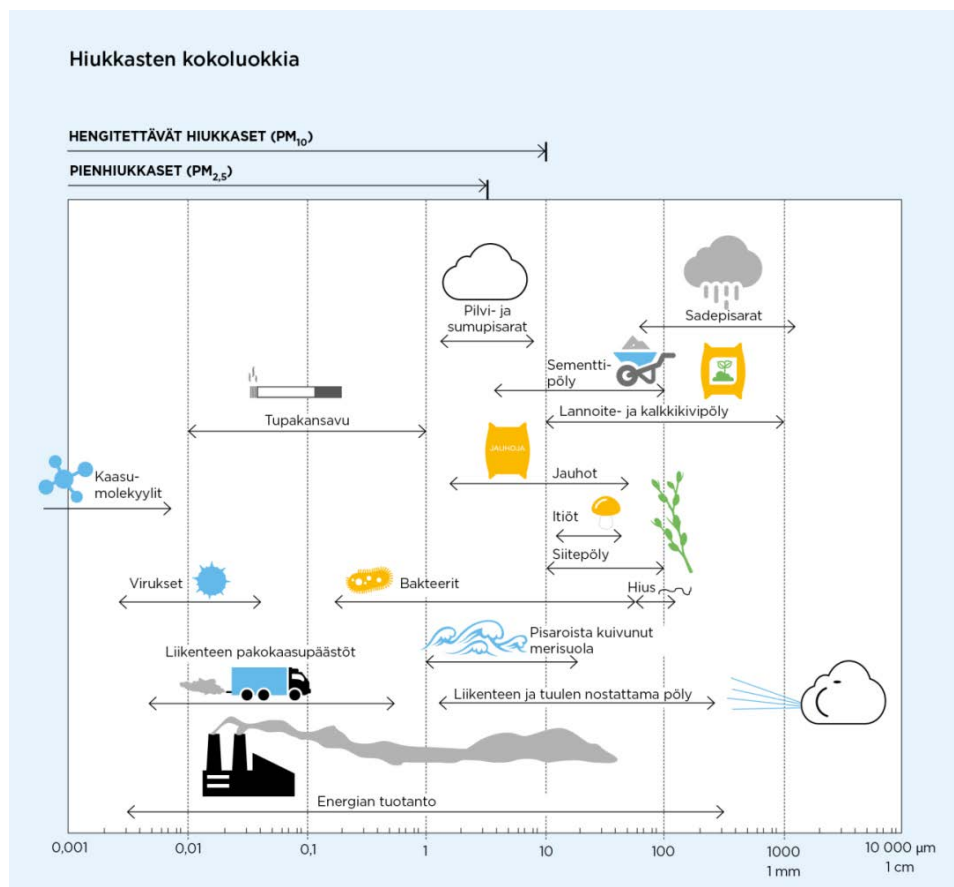 Hiukkasten kokoluokkia
HENGITETTÄVÄT HIUKKASET (PM10)
PIENHIUKKASET (PM2,5)
Pilvi- ja
sumupisarat
Sadepisarat
Sementti-
pöly
Lannoite- ja kalkkikivipöly
Tupakansavu
JAUHOJA
Kaasu-
molekyylit
Jauhot
Itiöt
Siitepöly
Virukset
Bakteerit
Hius
Pisaroista kuivunut
merisuola
Liikenteen pakokaasupäästöt
Liikenteen ja tuulen nostattama pöly
Energian tuotanto
0,001 0,01 0,1 1 10 100 1000 10 000 µm
1 mm 1 cm